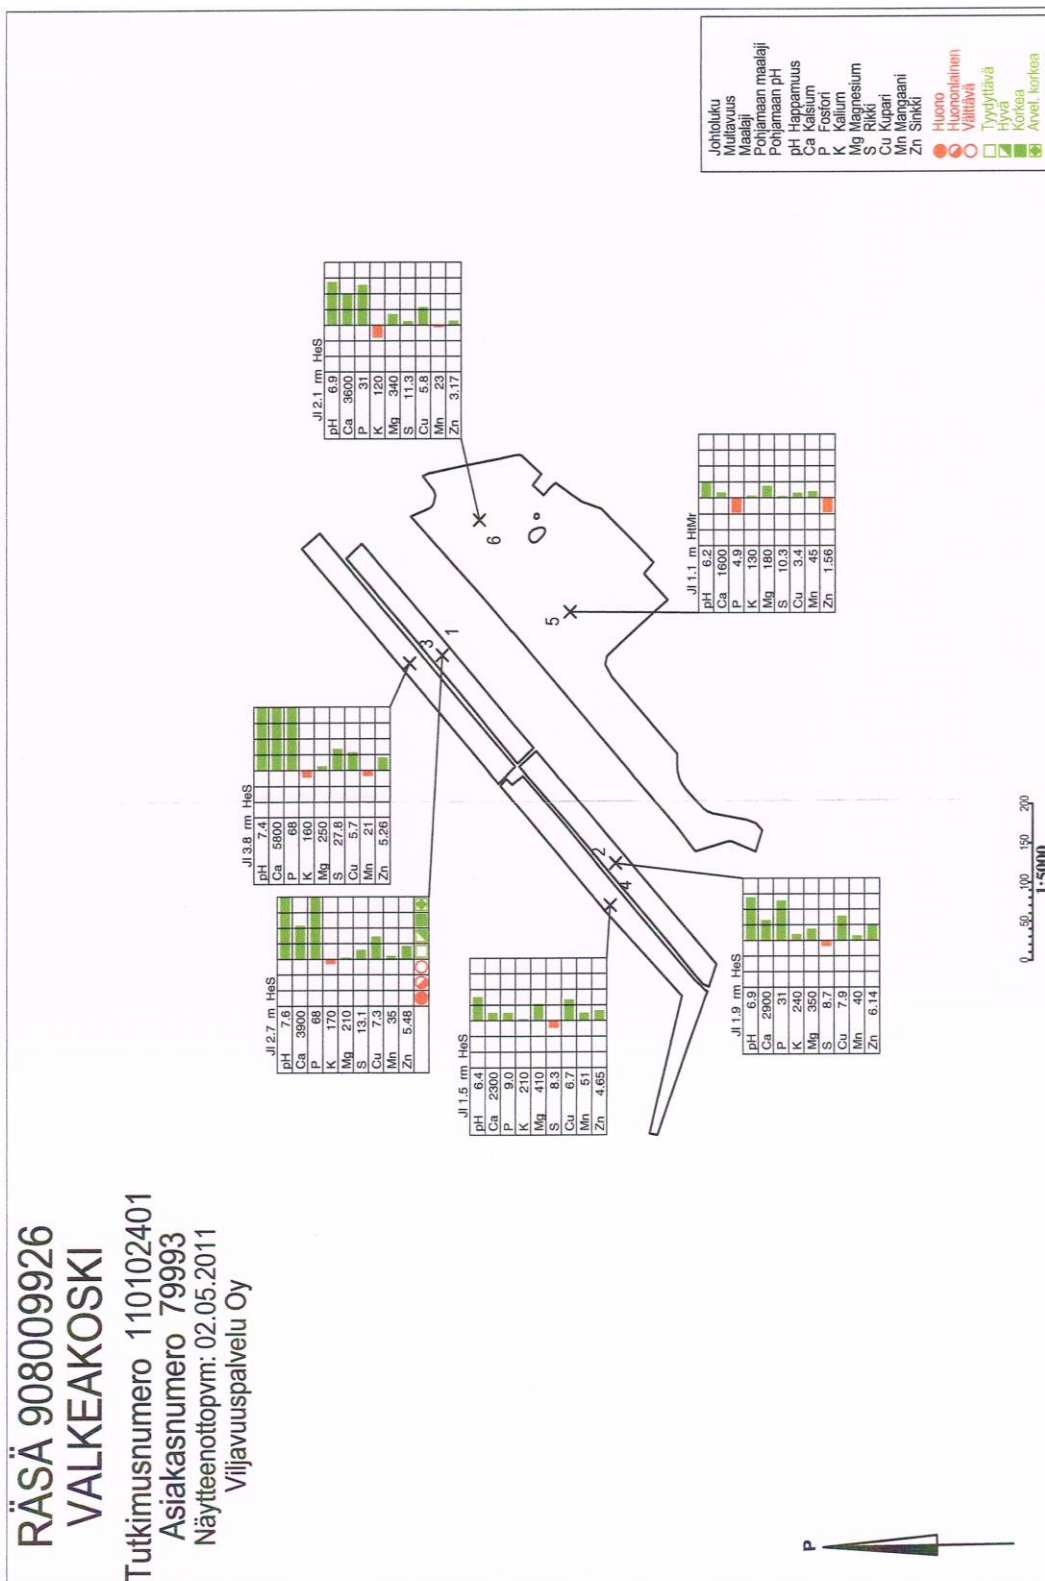 RÄSÄ 908009926
VALKEAKOSKI
Tutkimusnumero 110102401
Asiakasnumero 79993
Näytteenottopvm: 02.05.2011
Viljavuuspalvelu Oy
Jl 2.7 m HeS
pH 7.6
Ca 3900
P 68
K 170
Mg 210
S 13.1
Cu 7.3
Mn 35
Zn 5.48
Jl 3.8 rm HeS
pH 7.4
Ca 5800
P 68
K 160
Mg 250
S 27.8
Cu 5.7
Mn 21
Zn 5.26
Jl 2.1 rm HeS
pH 6.9
Ca 3600
P 31
K 120
Mg 340
S 11.3
Cu 5.8
Mn 23
Zn 3.17
Jl 1.5 rm HeS
pH 6.4
Ca 2300
P 9.0
K 210
Mg 410
S 8.3
Cu 6.7
Mn 51
Zn 4.65
Jl 1.9 rm HeS
pH 6.9
Ca 2900
P 31
K 240
Mg 350
S 8.7
Cu 7.9
Mn 40
Zn 6.14
Jl 1.1 m HtMr
pH 6.2
Ca 1600
P 4.9
K 130
Mg 180
S 10.3
Cu 3.4
Mn 45
Zn 1.56
3
1
6
5
2
4
P
0 50 100 150 200
1:5000
Johtoluku
Multavuus
Maalaji
Pohjamaan maalaji
Pohjamaan pH
pH Happamuus
Ca Kalsium
P Fosfori
K Kalium
Mg Magnesium
S Rikki
Cu Kupari
Mn Mangaani
Zn Sinkki
Huono
Huononlainen
Välttävä
Tyydyttävä
Hyvä
Korkea
Arvel. korkea